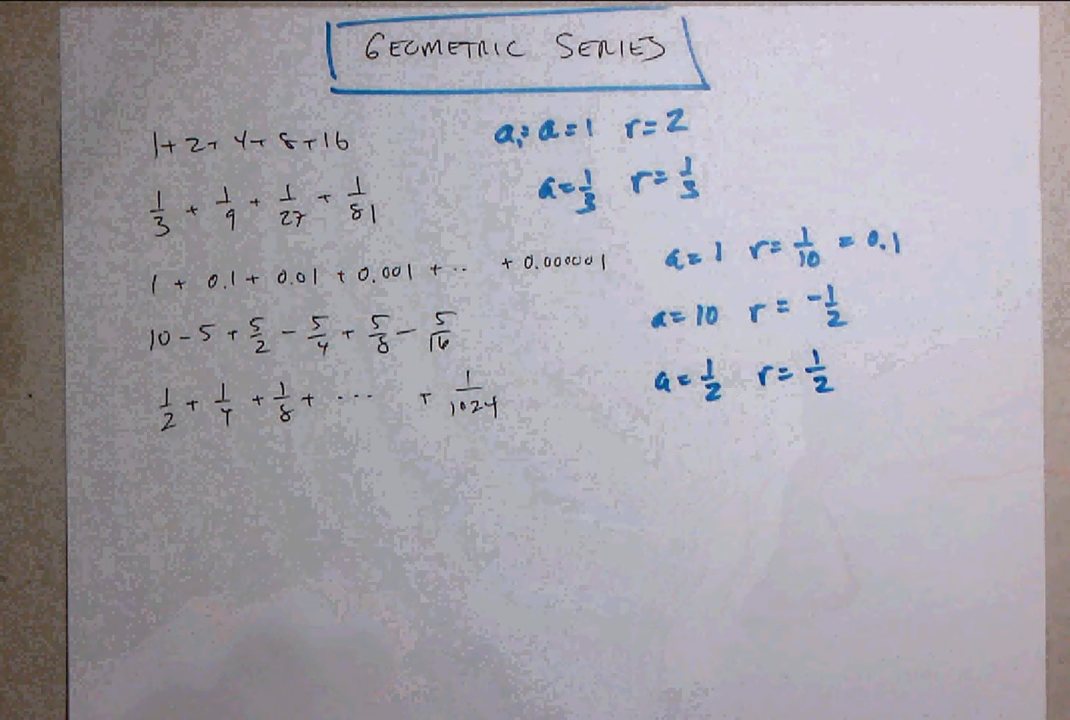 GEOMETRIC SERIES
1 + 2 + 4 + 8 + 16 a₁ = a = 1 r = 2
1/3 + 1/9 + 1/27 + 1/81 a = 1/3 r = 1/3
1 + 0.1 + 0.01 + 0.001 + ·· + 0.000001 a = 1 r = 1/10 = 0.1
10 - 5 + 5/2 - 5/4 + 5/8 - 5/16 a = 10 r = -1/2
1/2 + 1/4 + 1/8 + ··· + 1/1024 a = 1/2 r = 1/2